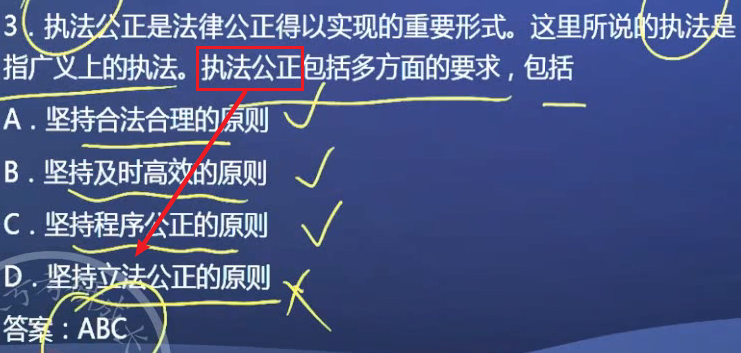 3．执法公正是法律公正得以实现的重要形式。这里所说的执法是
指广义上的执法。执法公正包括多方面的要求，包括
A．坚持合法合理的原则
B．坚持及时高效的原则
C．坚持程序公正的原则
D．坚持立法公正的原则
答案：ABC